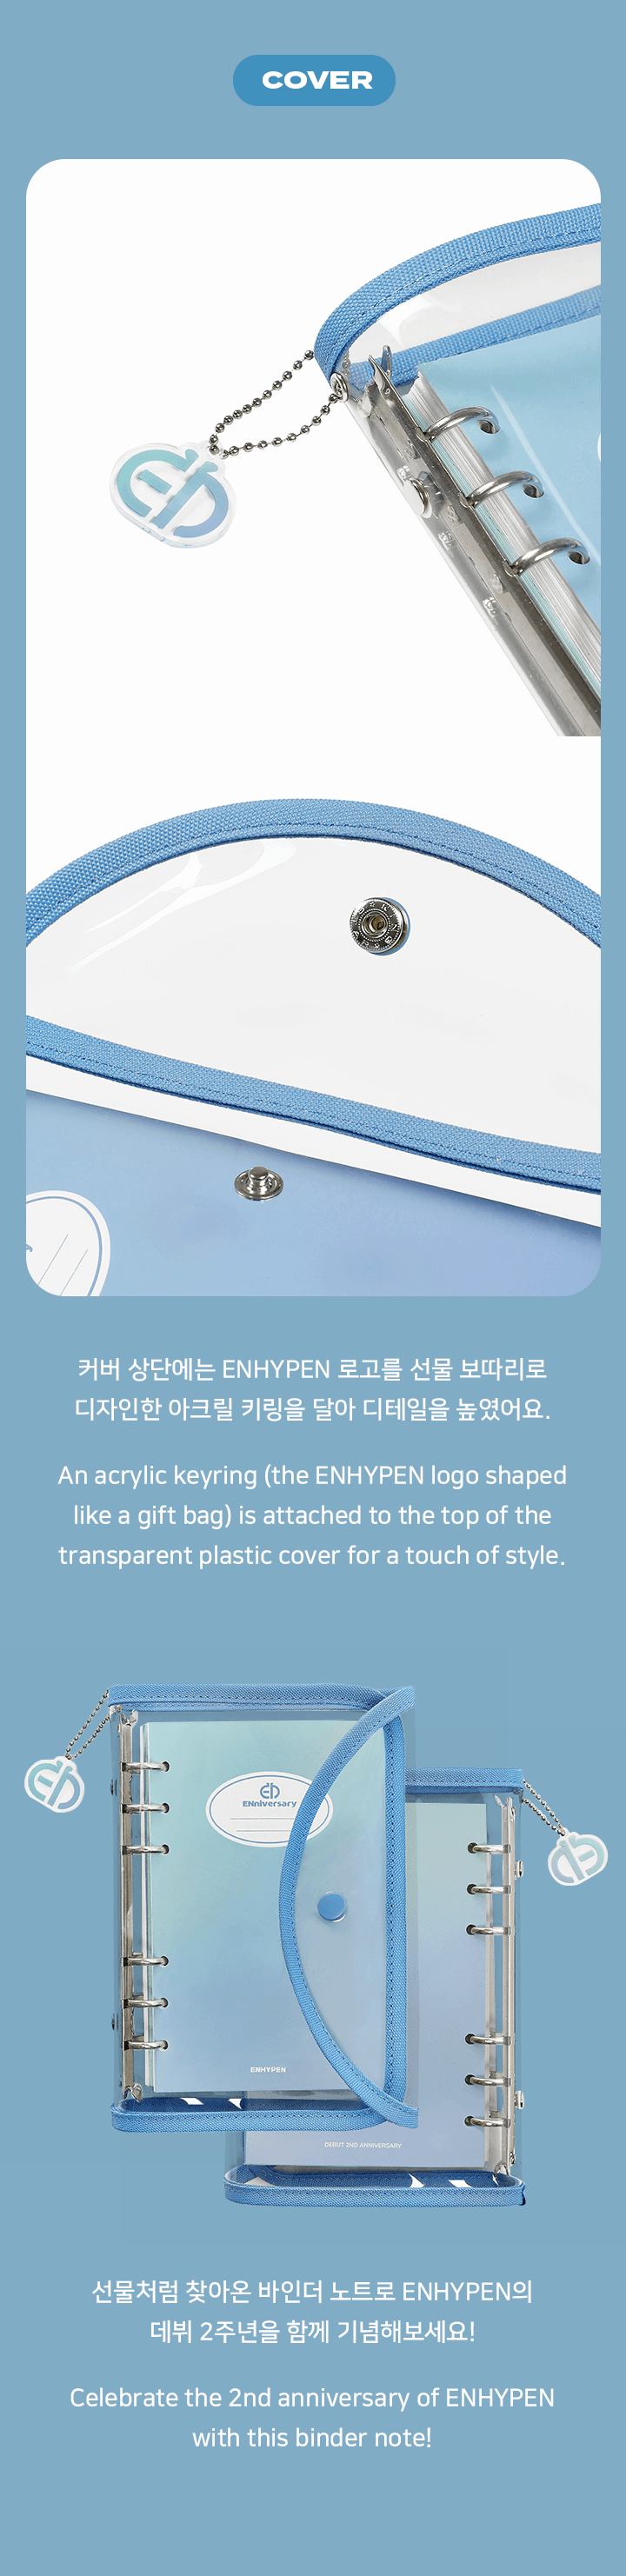 COVER
커버 상단에는 ENHYPEN 로고를 선물 보따리로
디자인한 아크릴 키링을 달아 디테일을 높였어요.
An acrylic keyring (the ENHYPEN logo shaped
like a gift bag) is attached to the top of the
transparent plastic cover for a touch of style.
ENniversary
ENHYPEN
DEBUT 2ND ANNIVERSARY
선물처럼 찾아온 바인더 노트로 ENHYPEN의
데뷔 2주년을 함께 기념해보세요!
Celebrate the 2nd anniversary of ENHYPEN
with this binder note!